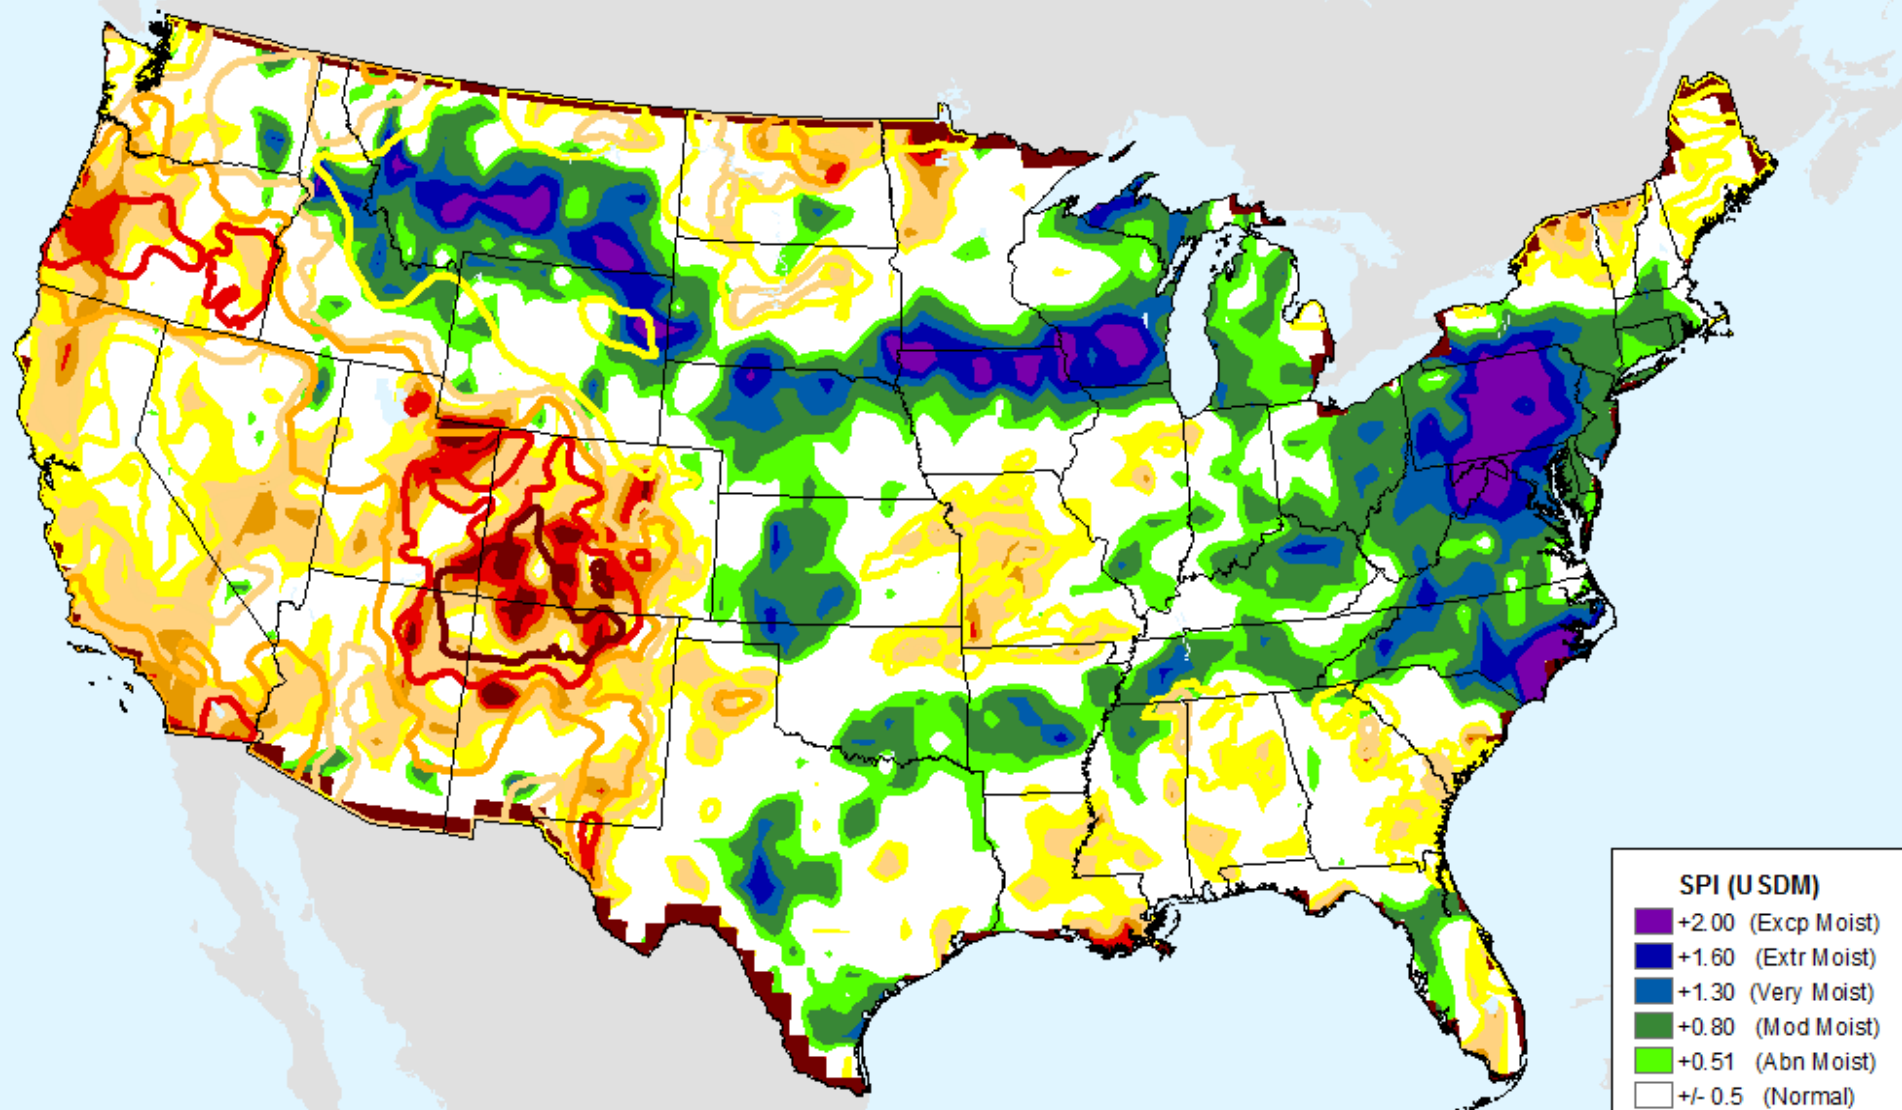 SPI (USDM)
+2.00 (Excp Moist)
+1.60 (Extr Moist)
+1.30 (Very Moist)
+0.80 (Mod Moist)
+0.51 (Abn Moist)
+/- 0.5 (Normal)